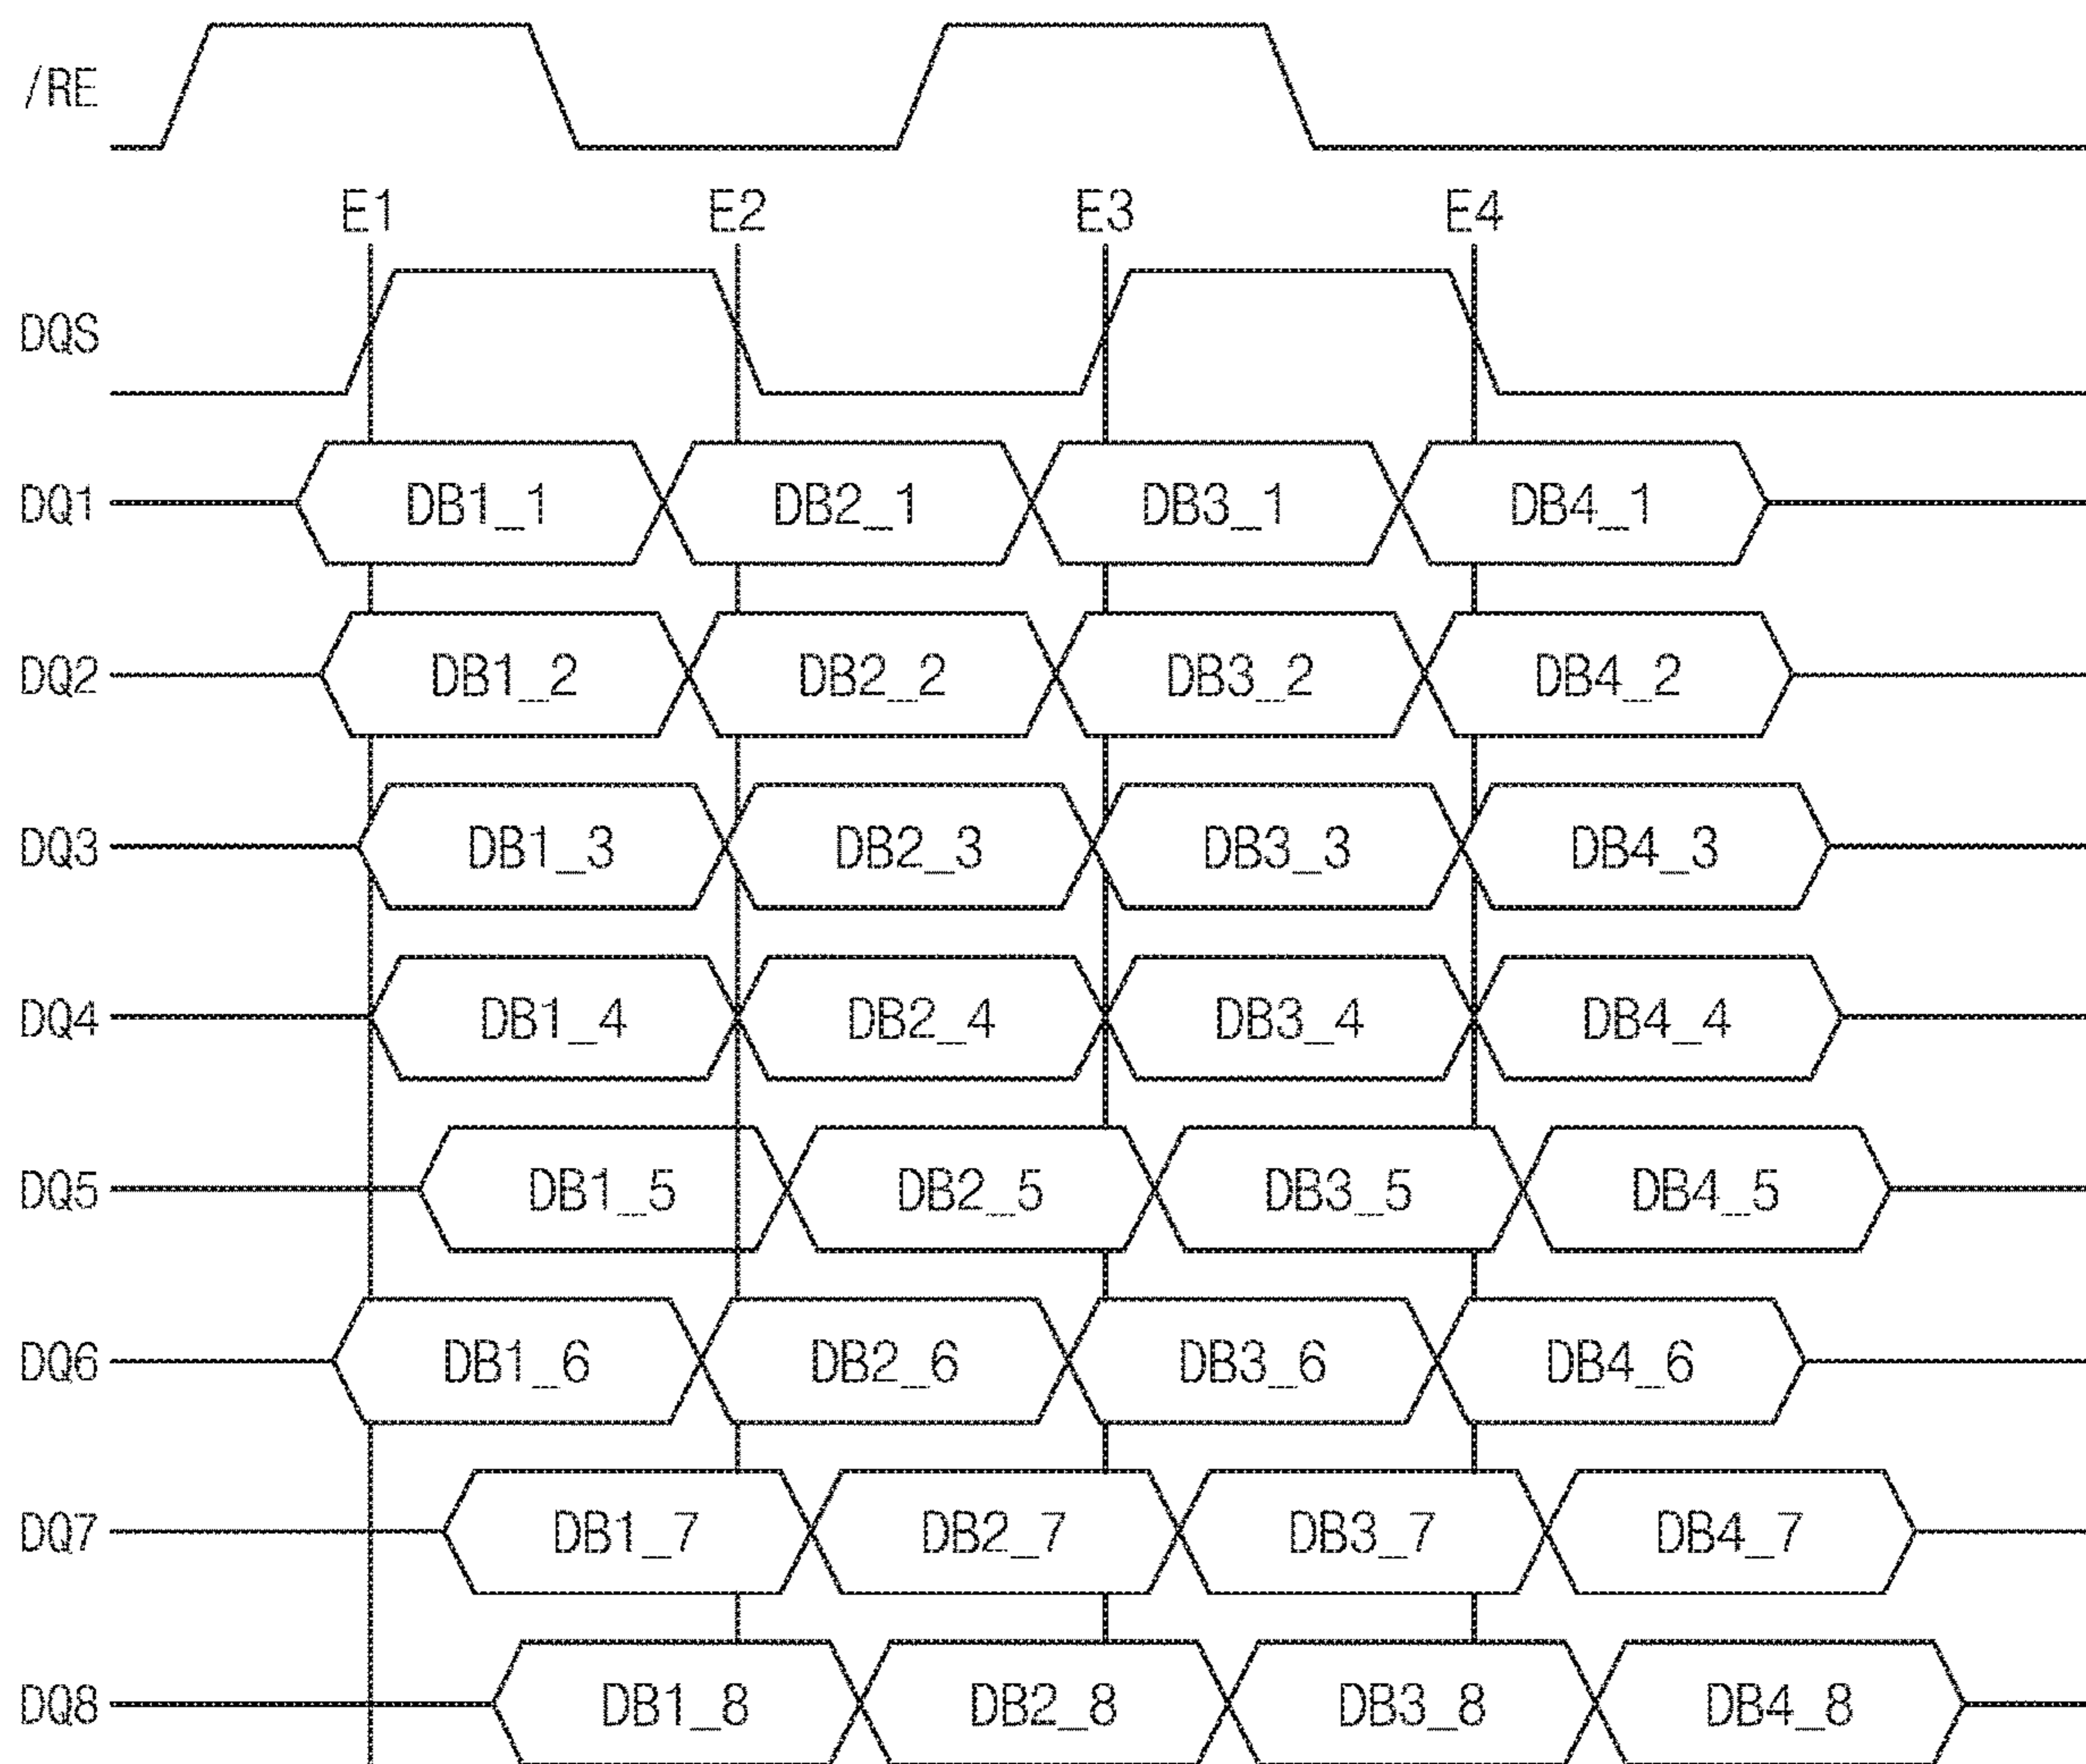 /RE
E1 E2 E3 E4
DQS
DQ1 DB1_1 DB2_1 DB3_1 DB4_1
DQ2 DB1_2 DB2_2 DB3_2 DB4_2
DQ3 DB1_3 DB2_3 DB3_3 DB4_3
DQ4 DB1_4 DB2_4 DB3_4 DB4_4
DQ5 DB1_5 DB2_5 DB3_5 DB4_5
DQ6 DB1_6 DB2_6 DB3_6 DB4_6
DQ7 DB1_7 DB2_7 DB3_7 DB4_7
DQ8 DB1_8 DB2_8 DB3_8 DB4_8